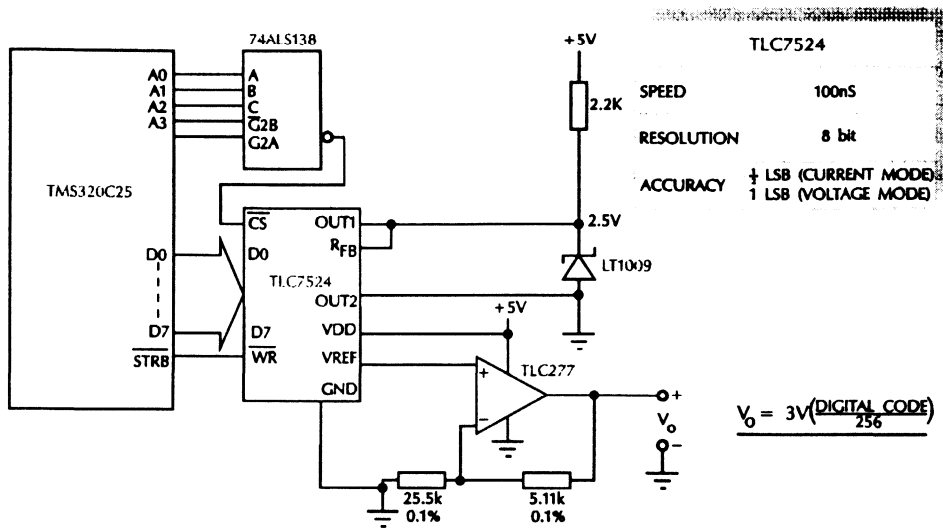 74ALS138
TMS320C25
A0
A1
A2
A3
A
B
C
G2B
G2A
D0
D7
STRB
CS
D0
TLC7524
D7
WR
OUT1
RFB
OUT2
VDD
VREF
GND
+5V
2.2K
2.5V
LT1009
+5V
TLC277
+
−
25.5k
0.1%
5.11k
0.1%
+
Vo
−
TLC7524
SPEED 100nS
RESOLUTION 8 bit
ACCURACY ½ LSB (CURRENT MODE)
1 LSB (VOLTAGE MODE)
Vo = 3V(DIGITAL CODE/256)